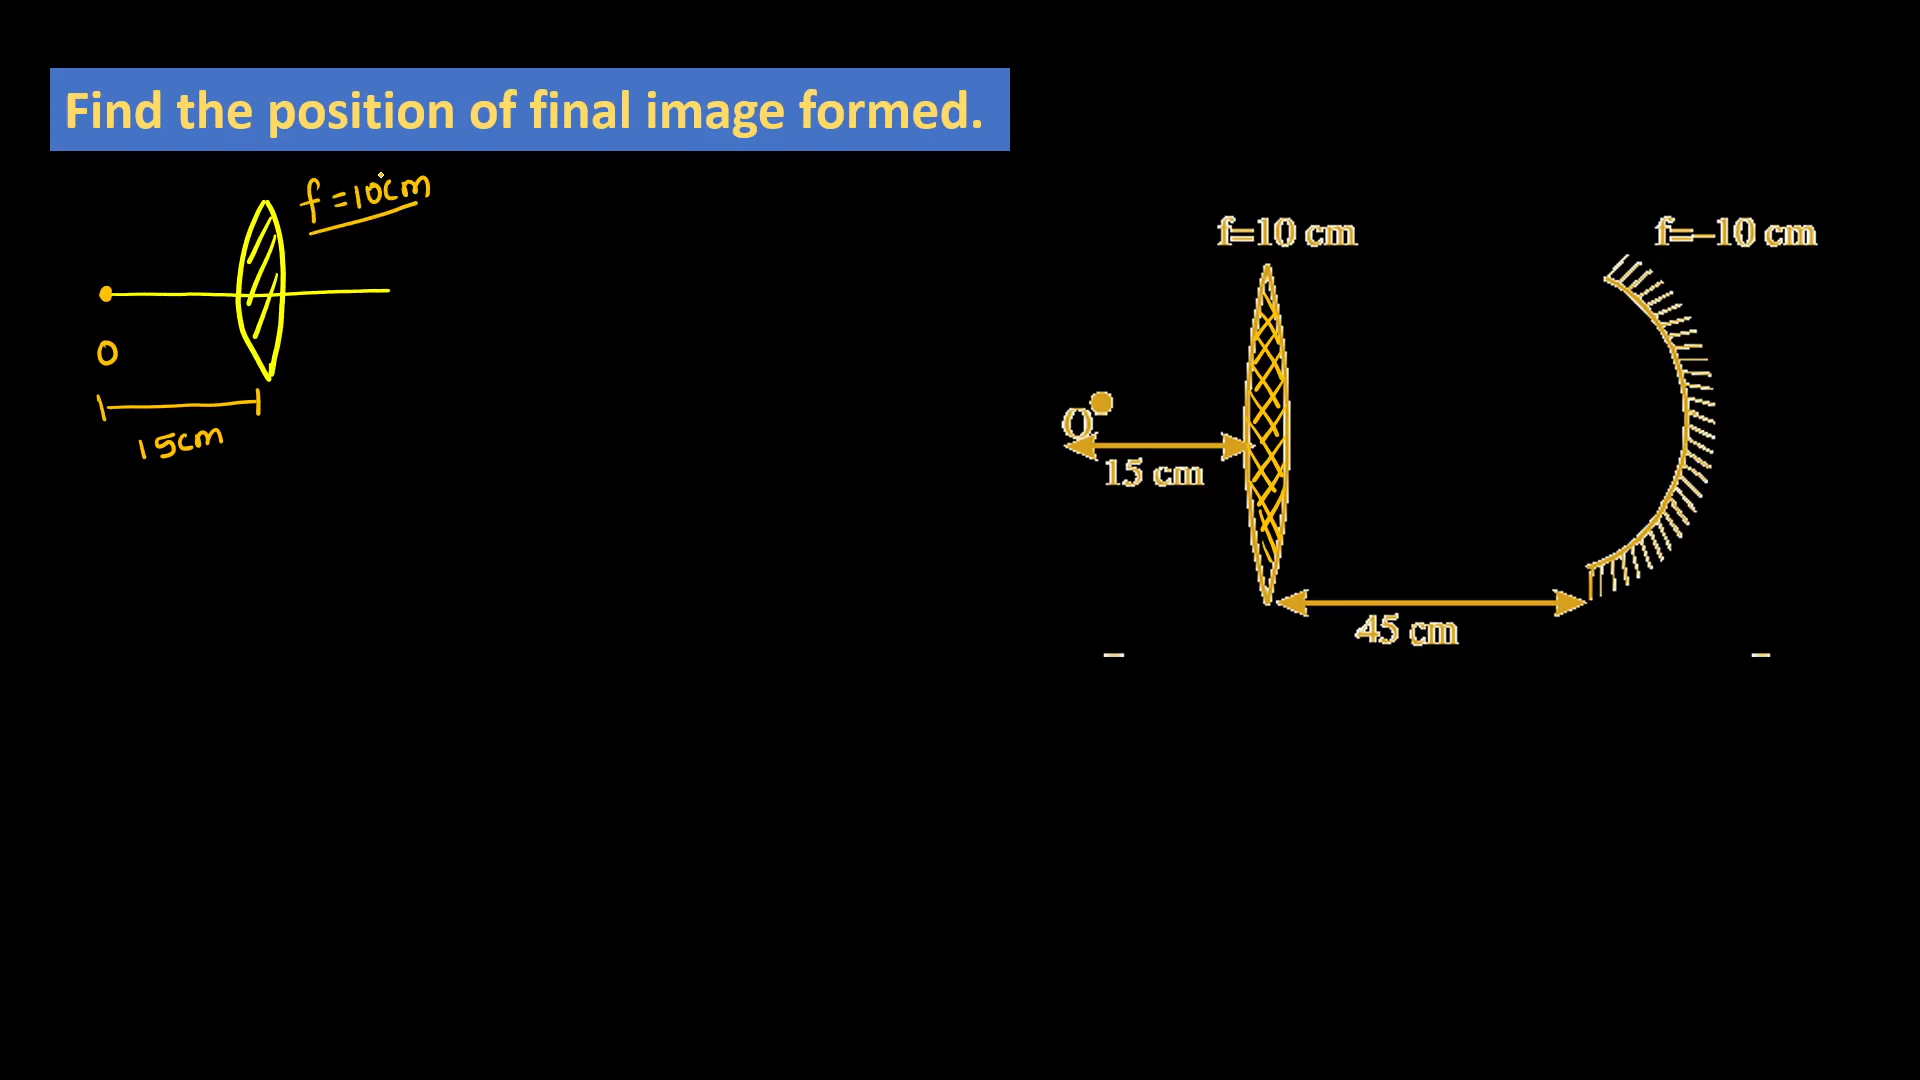 Find the position of final image formed.
f=10cm
O
15cm
f=10 cm
f=–10 cm
O
15 cm
45 cm